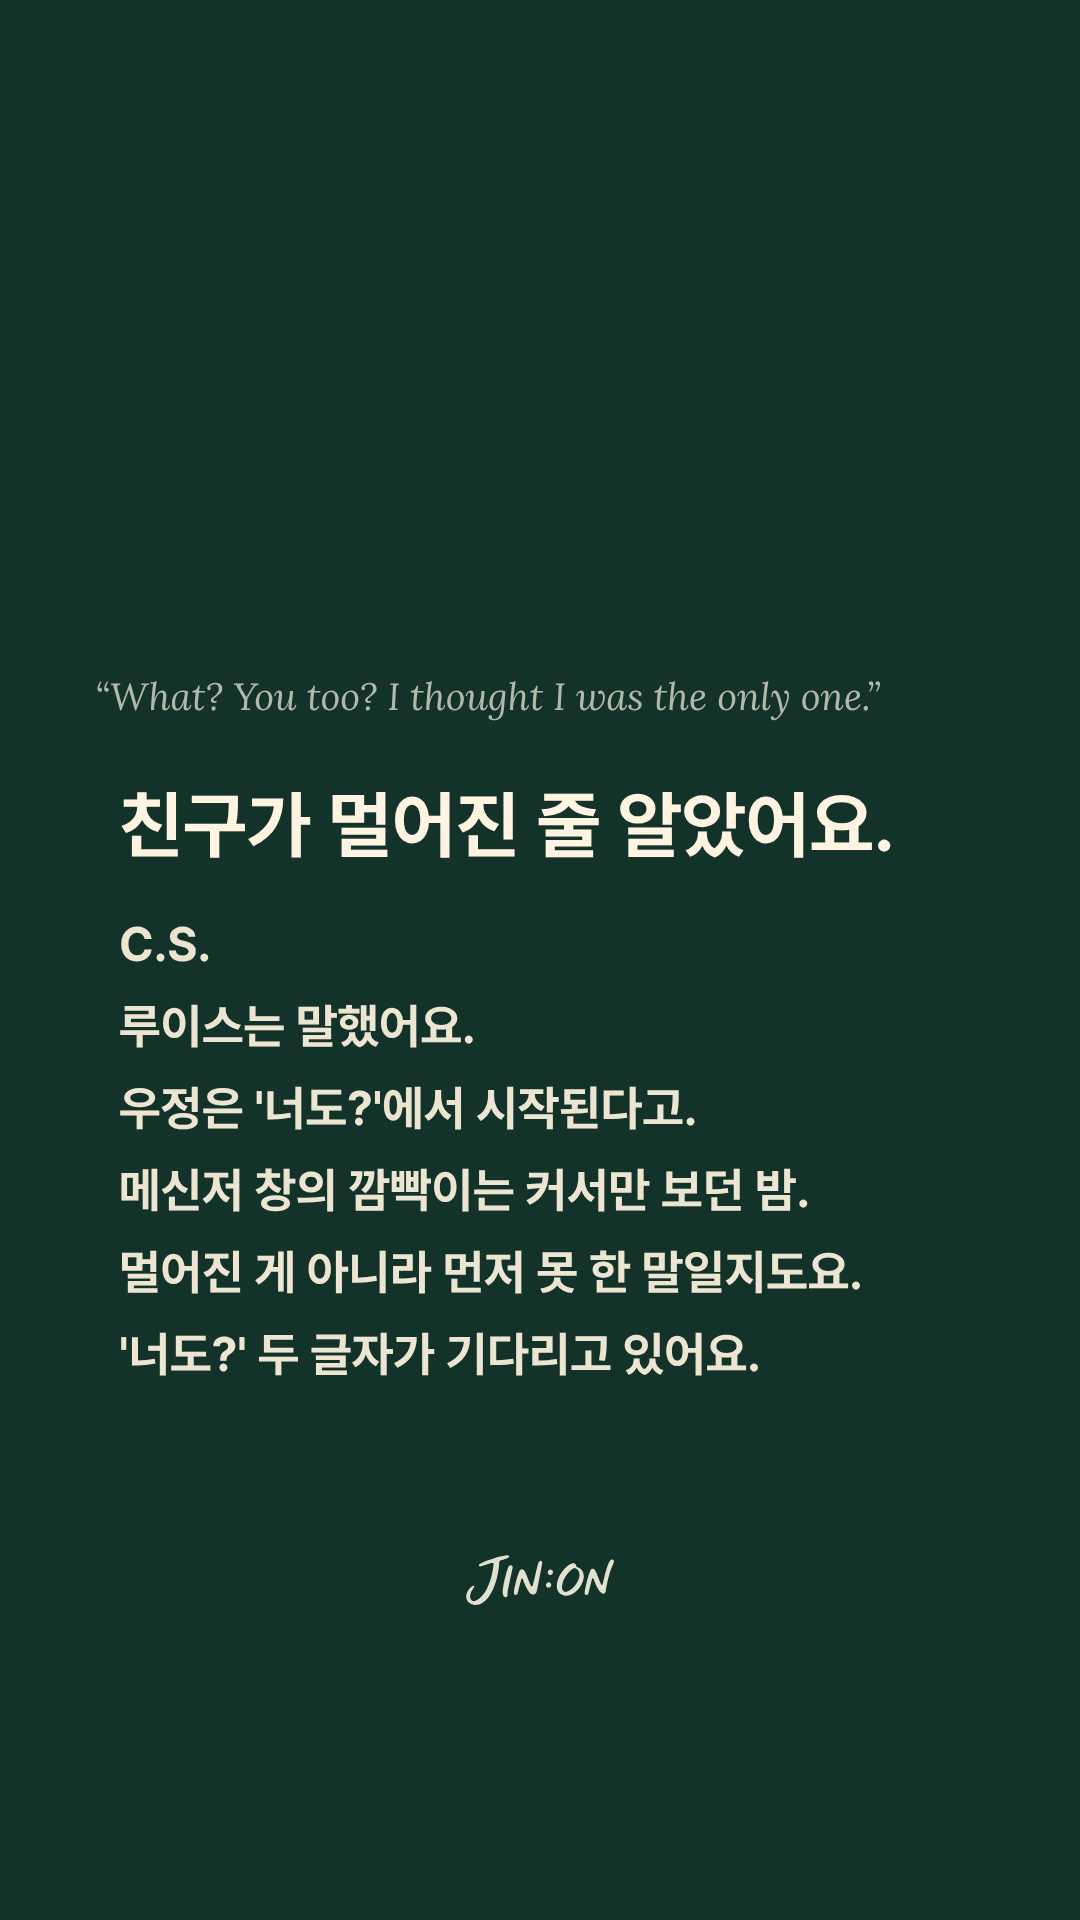 “What? You too? I thought I was the only one.”
친구가 멀어진 줄 알았어요.
C.S.
루이스는 말했어요.
우정은 '너도?'에서 시작된다고.
메신저 창의 깜빡이는 커서만 보던 밤.
멀어진 게 아니라 먼저 못 한 말일지도요.
'너도?' 두 글자가 기다리고 있어요.
JIN:ON